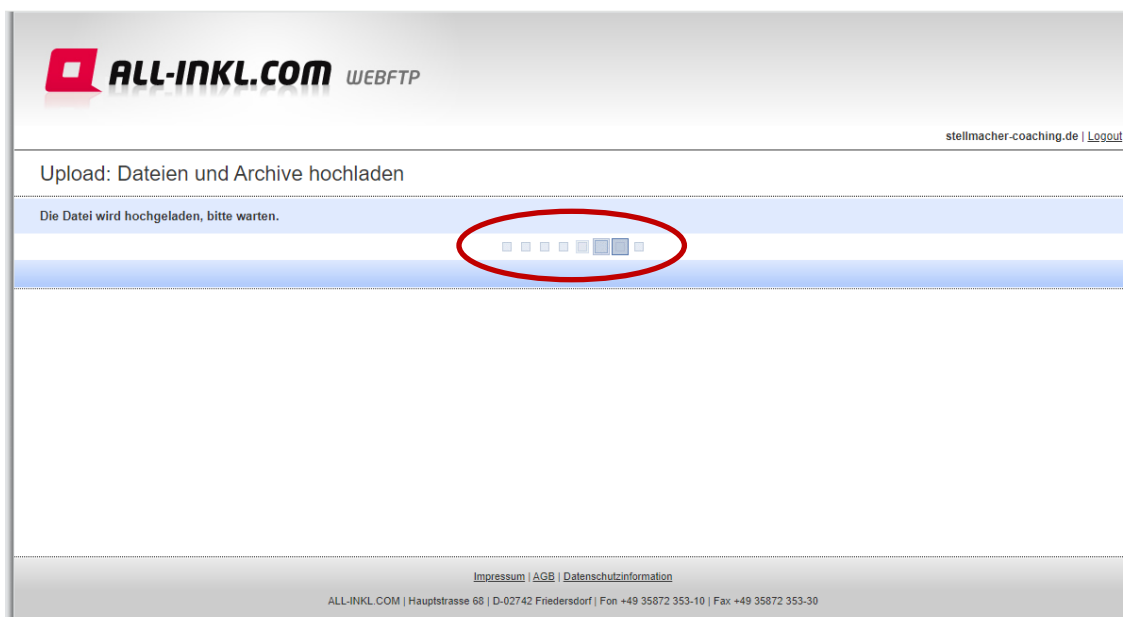 ALL-INKL.COM WEBFTP
stellmacher-coaching.de | Logout
Upload: Dateien und Archive hochladen
Die Datei wird hochgeladen, bitte warten.
Impressum | AGB | Datenschutzinformation
ALL-INKL.COM | Hauptstrasse 68 | D-02742 Friedersdorf | Fon +49 35872 353-10 | Fax +49 35872 353-30